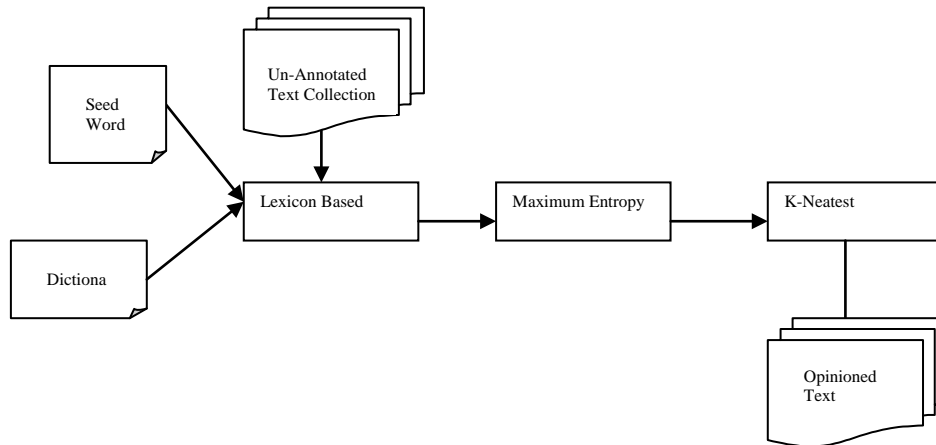 Un-Annotated
Text Collection
Seed
Word
Lexicon Based
Maximum Entropy
K-Neatest
Dictiona
Opinioned
Text